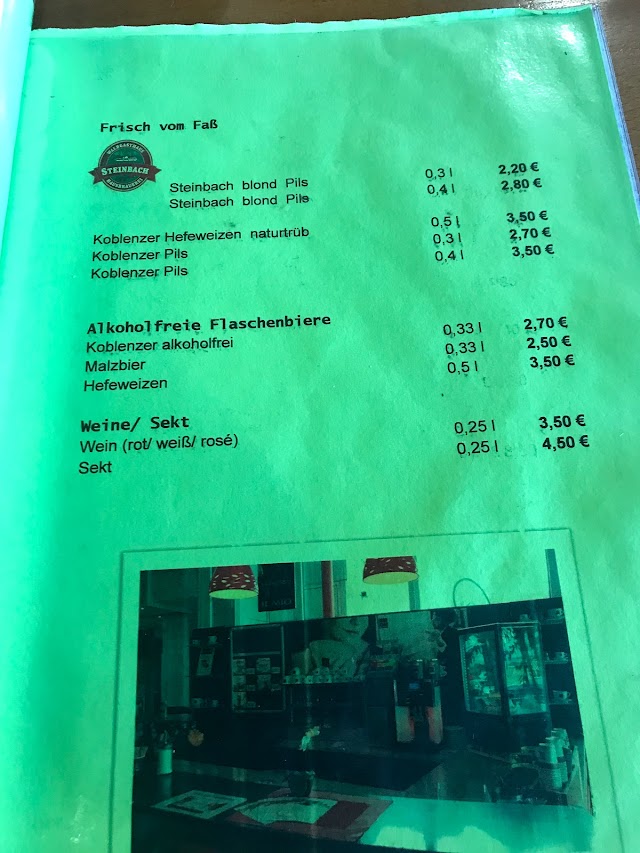 Frisch vom Faß
WALDGASTHAUS
STEINBACH
HAUSBRAUEREI
Steinbach blond Pils 0,3 l 2,20 €
Steinbach blond Pils 0,4 l 2,80 €
Koblenzer Hefeweizen naturtrüb 0,5 l 3,50 €
Koblenzer Pils 0,3 l 2,70 €
Koblenzer Pils 0,4 l 3,50 €
Alkoholfreie Flaschenbiere
Koblenzer alkoholfrei 0,33 l 2,70 €
Malzbier 0,33 l 2,50 €
Hefeweizen 0,5 l 3,50 €
Weine/ Sekt
Wein (rot/ weiß/ rosé) 0,25 l 3,50 €
Sekt 0,25 l 4,50 €